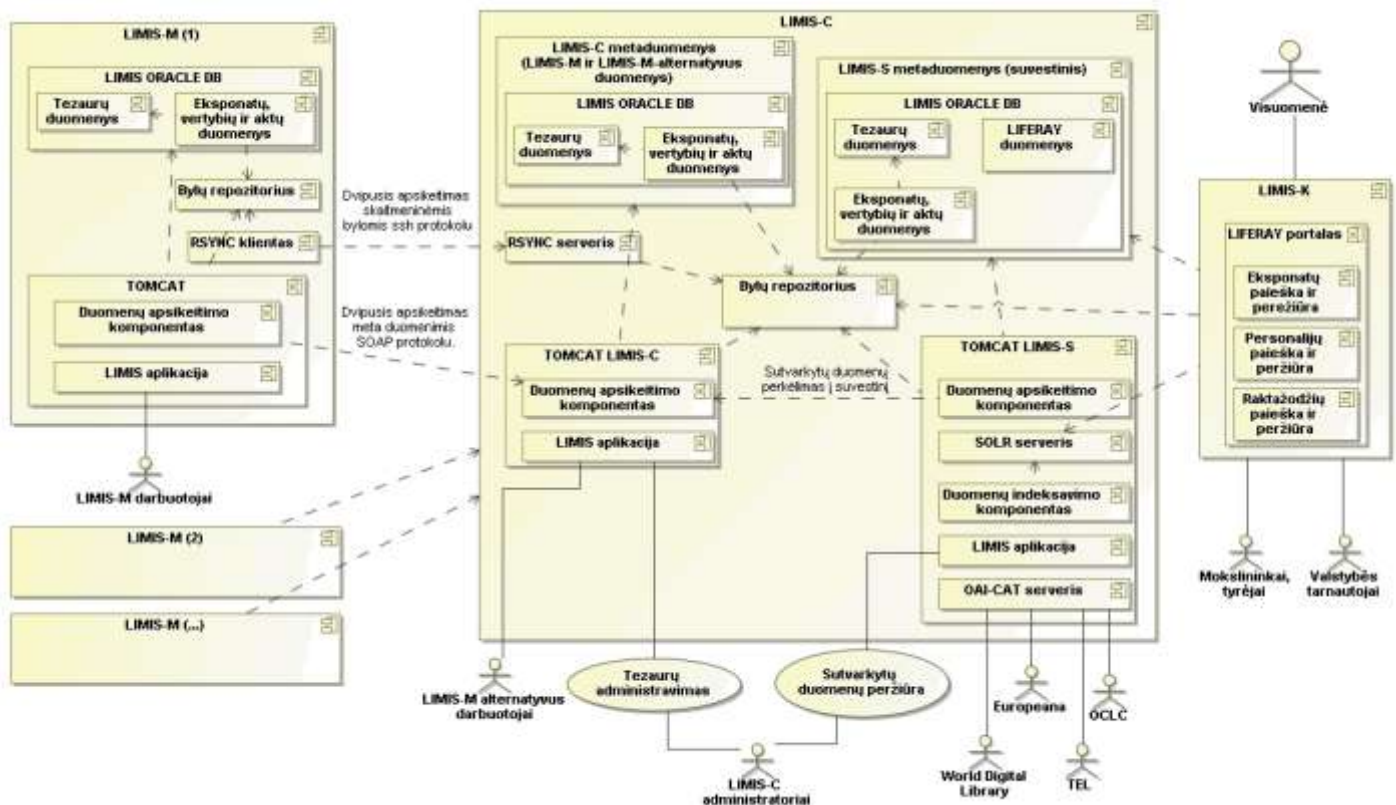 LIMIS-M (1)
LIMIS ORACLE DB
Tezaurų
duomenys
Eksponatų,
vertybių ir aktų
duomenys
Bylų repozitorius
RSYNC klientas
TOMCAT
Duomenų apsikeitimo
komponentas
LIMIS aplikacija
LIMIS-M darbuotojai
LIMIS-M (2)
LIMIS-M (...)
Dvipusis apsikeitimas
skaitmeninėmis
bylomis ssh protokolu
Dvipusis apsikeitimas
meta duomenimis
SOAP protokolu.
LIMIS-C
LIMIS-C metaduomenys
(LIMIS-M ir LIMIS-M-alternatyvus
duomenys)
LIMIS ORACLE DB
Tezaurų
duomenys
Eksponatų,
vertybių ir aktų
duomenys
LIMIS-S metaduomenys (suvestinis)
LIMIS ORACLE DB
Tezaurų
duomenys
LIFERAY
duomenys
Eksponatų,
vertybių ir aktų
duomenys
RSYNC serveris
Bylų repozitorius
TOMCAT LIMIS-C
Duomenų apsikeitimo
komponentas
LIMIS aplikacija
Sutvarkytų duomenų
perkėlimas į suvestinį
TOMCAT LIMIS-S
Duomenų apsikeitimo
komponentas
SOLR serveris
Duomenų indeksavimo
komponentas
LIMIS aplikacija
OAI-CAT serveris
LIMIS-M alternatyvus
darbuotojai
Tezaurų
administravimas
Sutvarkytų
duomenų peržiūra
LIMIS-C
administratoriai
Europeana
OCLC
World Digital
Library
TEL
Visuomenė
LIMIS-K
LIFERAY portalas
Eksponatų
paieška ir
perežiūra
Personalijų
paieška ir
peržiūra
Raktažodžių
paieška ir
peržiūra
Mokslininkai,
tyrėjai
Valstybės
tarnautojai